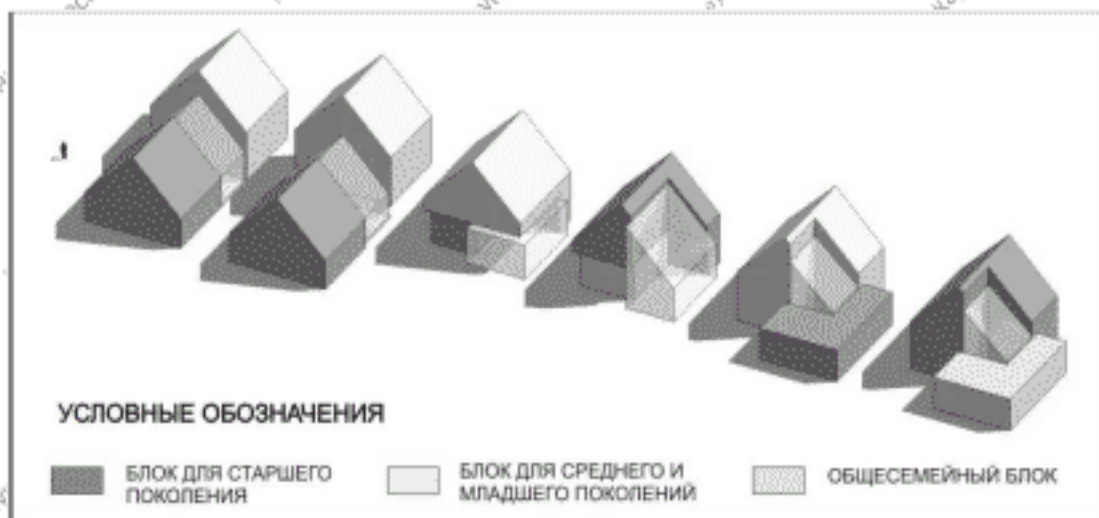 УСЛОВНЫЕ ОБОЗНАЧЕНИЯ
БЛОК ДЛЯ СТАРШЕГО
ПОКОЛЕНИЯ
БЛОК ДЛЯ СРЕДНЕГО И
МЛАДШЕГО ПОКОЛЕНИЙ
ОБЩЕСЕМЕЙНЫЙ БЛОК